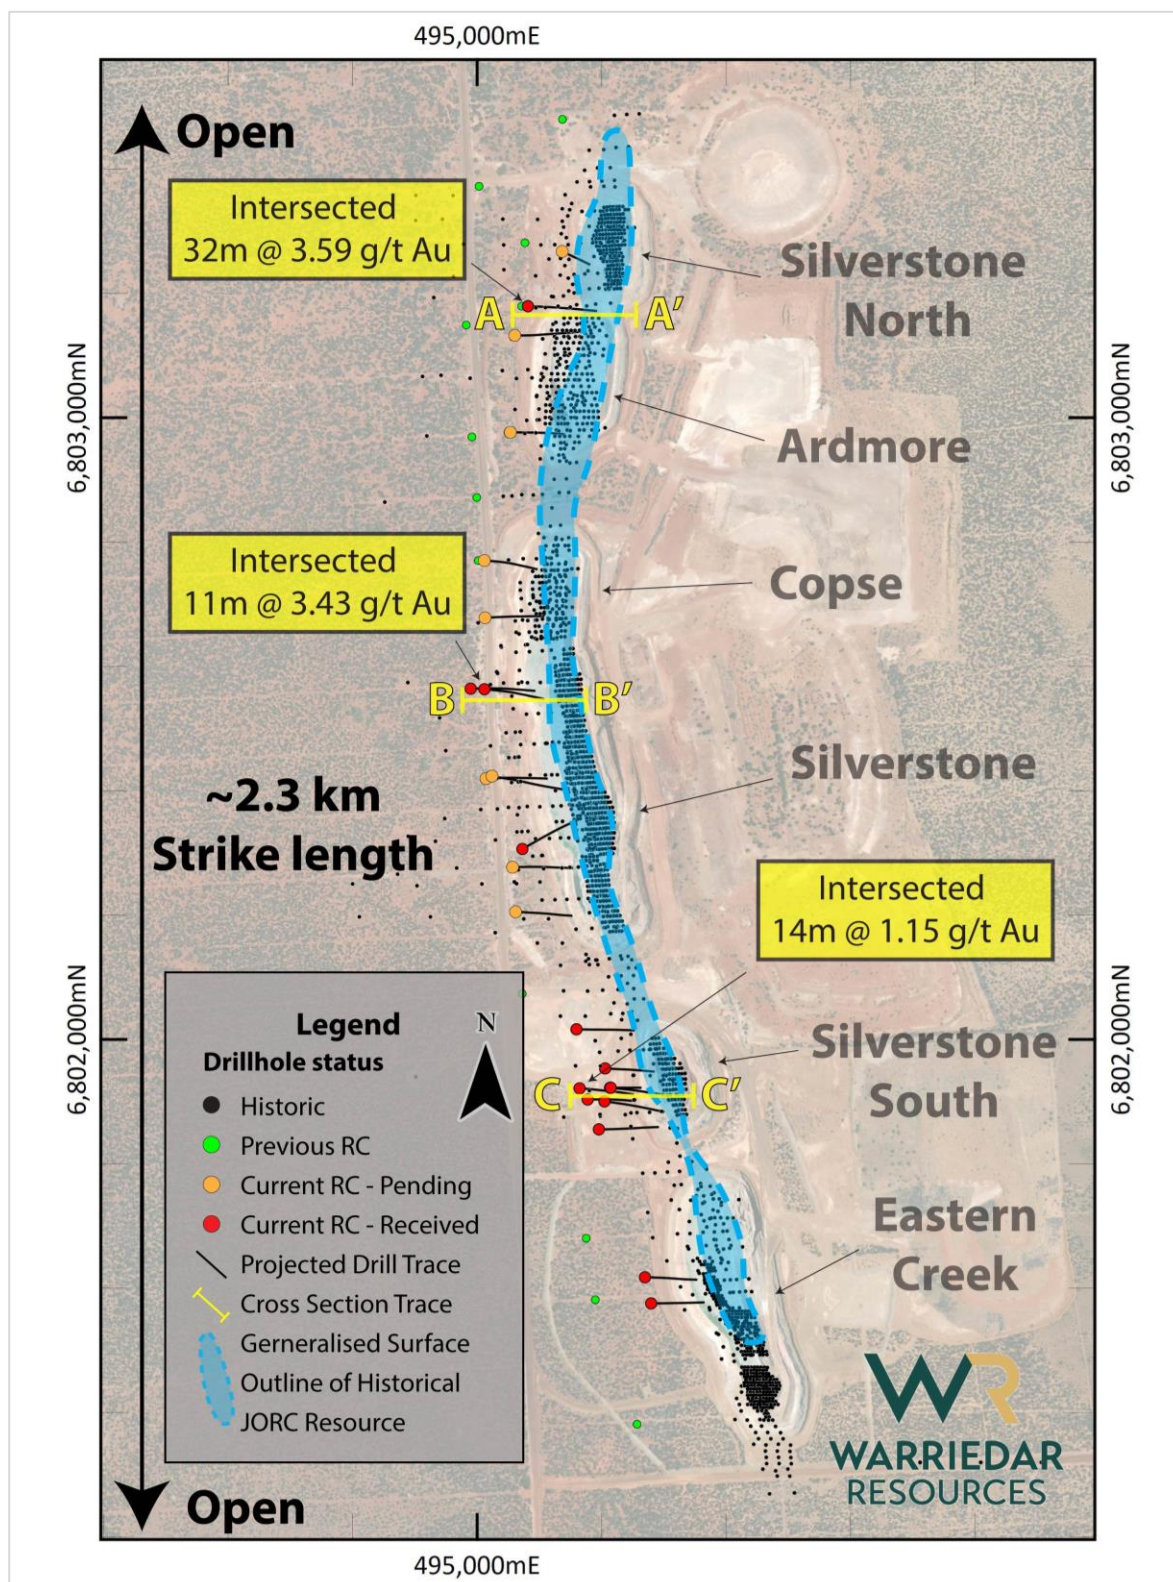 495,000mE
Open
Intersected
32m @ 3.59 g/t Au
Silverstone
North
A
A'
6,803,000mN
6,803,000mN
Ardmore
Intersected
11m @ 3.43 g/t Au
Copse
B
B'
~2.3 km
Strike length
Silverstone
Intersected
14m @ 1.15 g/t Au
6,802,000mN
6,802,000mN
Silverstone
South
C
C'
Legend
N
Drillhole status
Historic
Previous RC
Current RC - Pending
Current RC - Received
Projected Drill Trace
Cross Section Trace
Gerneralised Surface
Outline of Historical
JORC Resource
Eastern
Creek
WR
WARRIEDAR
RESOURCES
Open
495,000mE